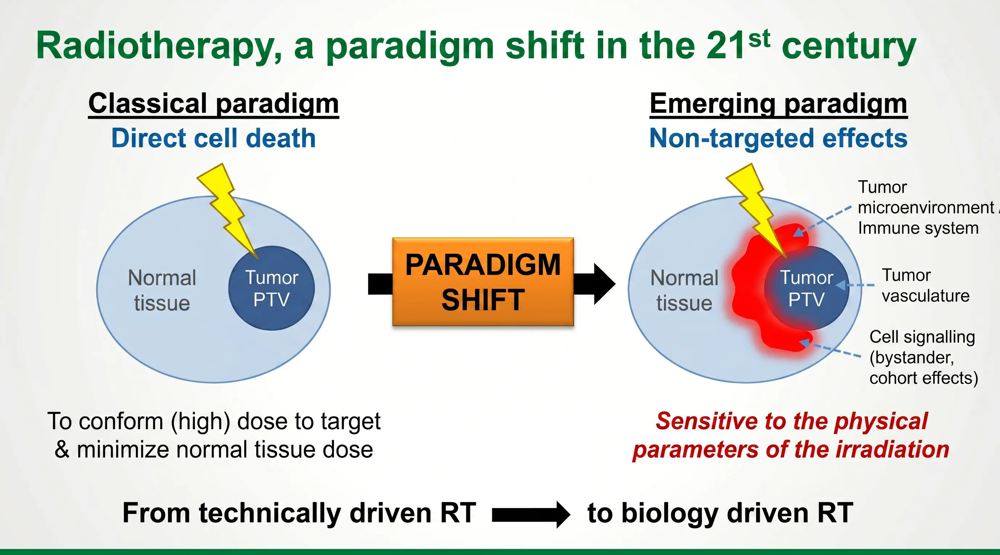 Radiotherapy, a paradigm shift in the 21st century
Classical paradigm
Direct cell death
Normal
tissue
Tumor
PTV
To conform (high) dose to target
& minimize normal tissue dose
PARADIGM
SHIFT
Emerging paradigm
Non-targeted effects
Normal
tissue
Tumor
PTV
Tumor
microenvironment /
Immune system
Tumor
vasculature
Cell signalling
(bystander,
cohort effects)
Sensitive to the physical
parameters of the irradiation
From technically driven RT
to biology driven RT